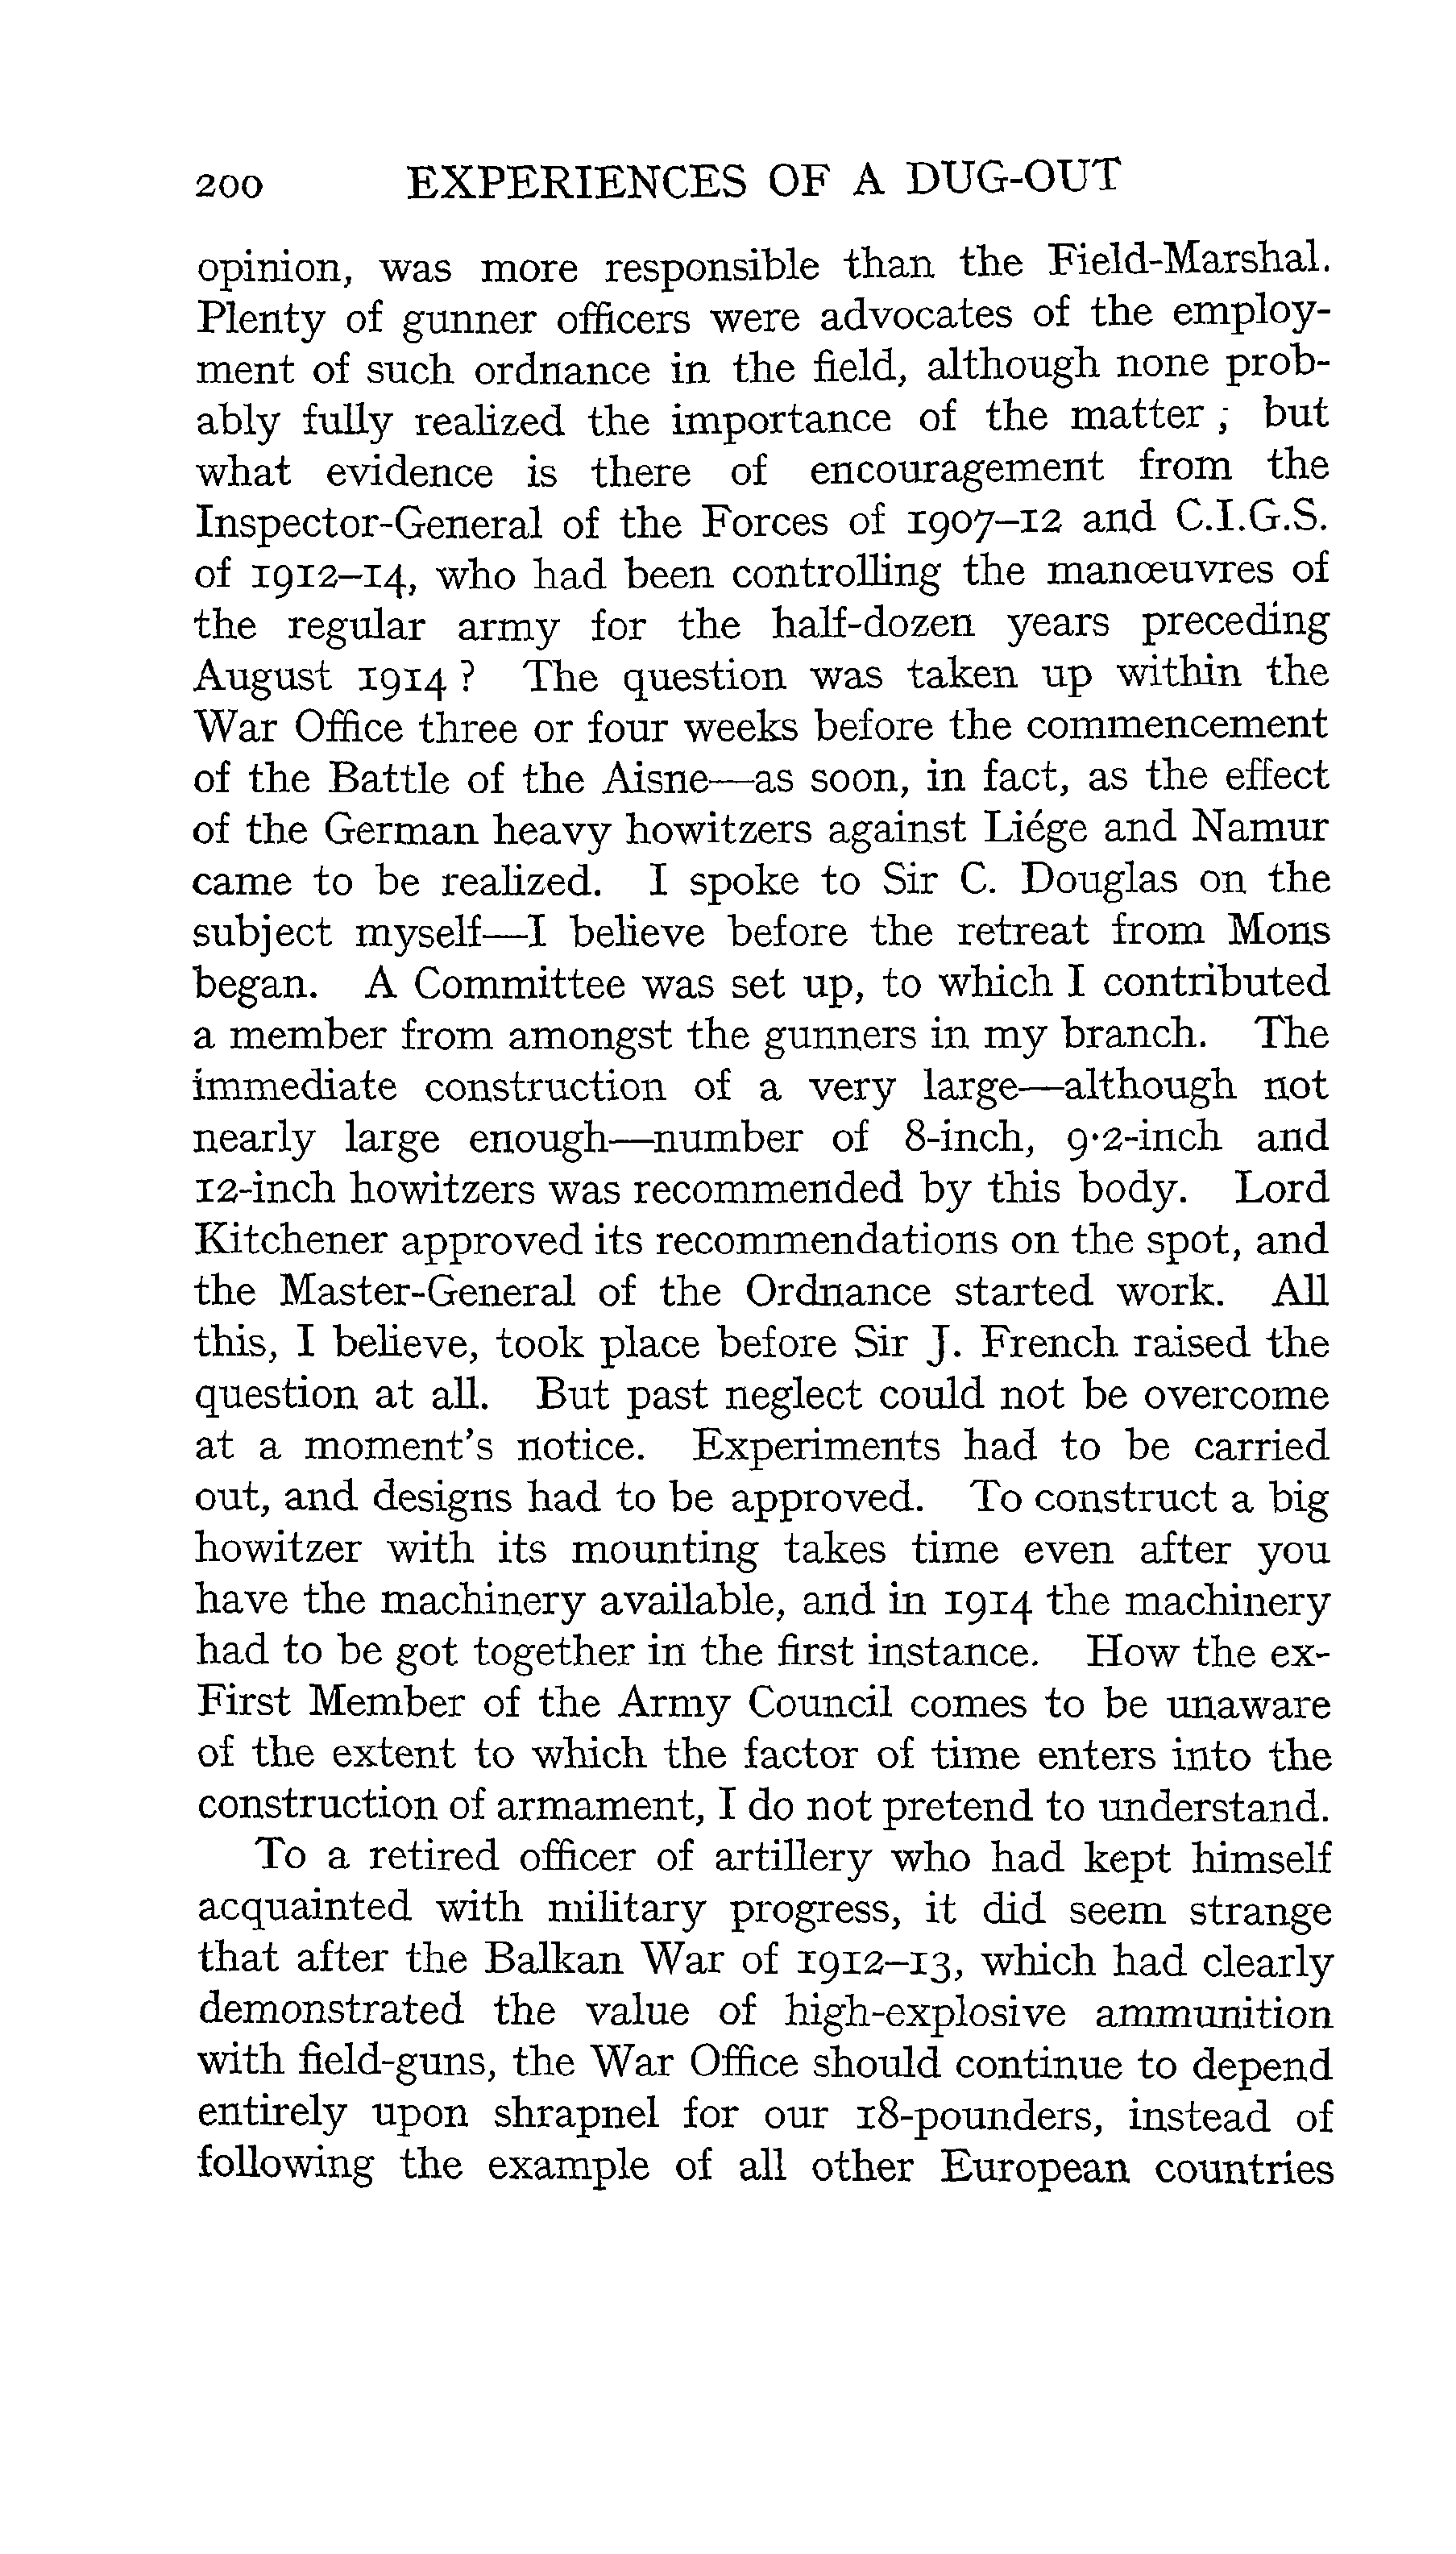 200 EXPERIENCES OF A DUG-OUT
opinion, was more responsible than the Field-Marshal.
Plenty of gunner officers were advocates of the employ-
ment of such ordnance in the field, although none prob-
ably fully realized the importance of the matter ; but
what evidence is there of encouragement from the
Inspector-General of the Forces of 1907–12 and C.I.G.S.
of 1912–14, who had been controlling the manœuvres of
the regular army for the half-dozen years preceding
August 1914 ? The question was taken up within the
War Office three or four weeks before the commencement
of the Battle of the Aisne—as soon, in fact, as the effect
of the German heavy howitzers against Liége and Namur
came to be realized. I spoke to Sir C. Douglas on the
subject myself—I believe before the retreat from Mons
began. A Committee was set up, to which I contributed
a member from amongst the gunners in my branch. The
immediate construction of a very large—although not
nearly large enough—number of 8-inch, 9·2-inch and
12-inch howitzers was recommended by this body. Lord
Kitchener approved its recommendations on the spot, and
the Master-General of the Ordnance started work. All
this, I believe, took place before Sir J. French raised the
question at all. But past neglect could not be overcome
at a moment's notice. Experiments had to be carried
out, and designs had to be approved. To construct a big
howitzer with its mounting takes time even after you
have the machinery available, and in 1914 the machinery
had to be got together in the first instance. How the ex-
First Member of the Army Council comes to be unaware
of the extent to which the factor of time enters into the
construction of armament, I do not pretend to understand.
To a retired officer of artillery who had kept himself
acquainted with military progress, it did seem strange
that after the Balkan War of 1912–13, which had clearly
demonstrated the value of high-explosive ammunition
with field-guns, the War Office should continue to depend
entirely upon shrapnel for our 18-pounders, instead of
following the example of all other European countries